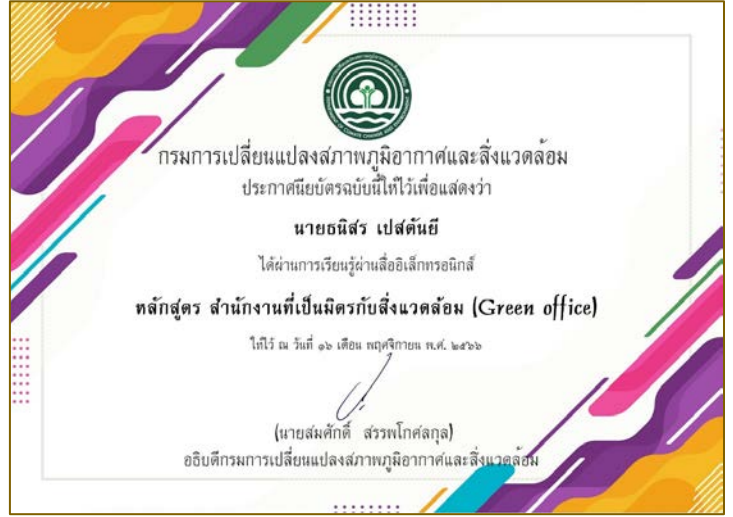 กรมการเปลี่ยนแปลงสภาพภูมิอากาศและสิ่งแวดล้อม
ประกาศนียบัตรฉบับนี้ให้ไว้เพื่อแสดงว่า
นายธนิสร เปสตันยี
ได้ผ่านการเรียนรู้ผ่านสื่ออิเล็กทรอนิกส์
หลักสูตร สำนักงานที่เป็นมิตรกับสิ่งแวดล้อม (Green office)
ให้ไว้ ณ วันที่ ๑๖ เดือน พฤศจิกายน พ.ศ. ๒๕๖๖
(นายสมศักดิ์ สรรพโกศลกุล)
อธิบดีกรมการเปลี่ยนแปลงสภาพภูมิอากาศและสิ่งแวดล้อม